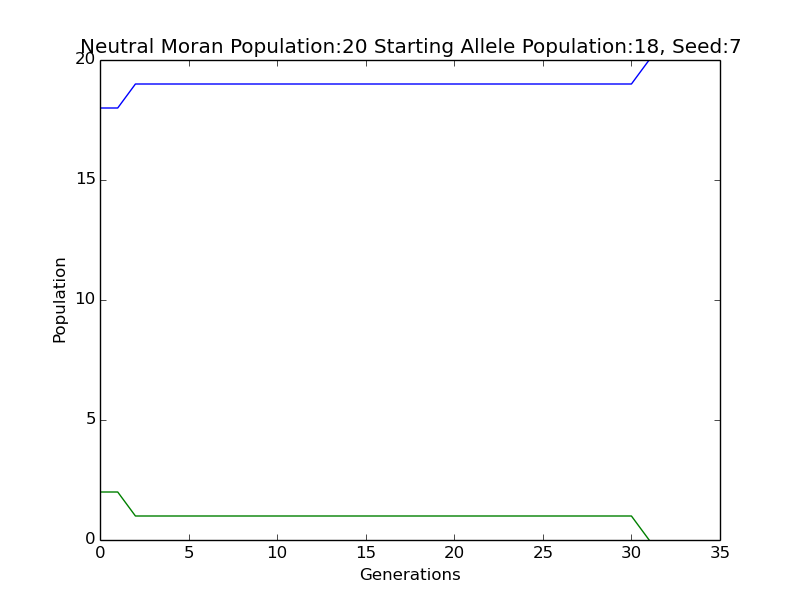 Neutral Moran Population:20 Starting Allele Population:18, Seed:7
20
15
10
5
0
Population
0 5 10 15 20 25 30 35
Generations